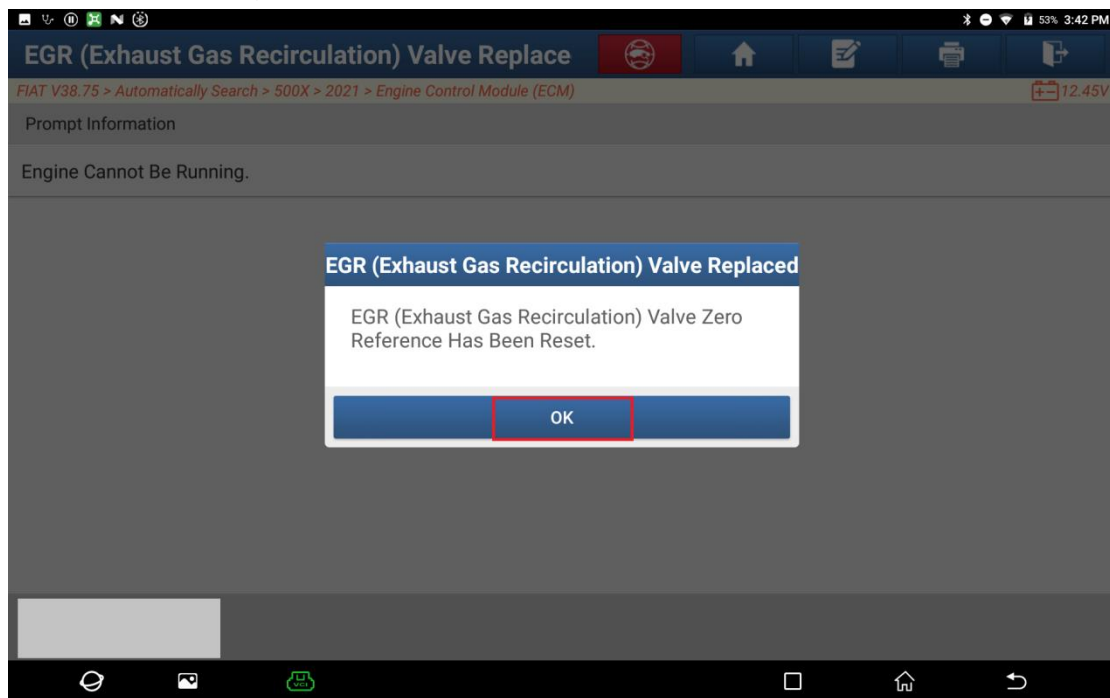 53% 3:42 PM
EGR (Exhaust Gas Recirculation) Valve Replace
FIAT V38.75 > Automatically Search > 500X > 2021 > Engine Control Module (ECM)
12.45V
Prompt Information
Engine Cannot Be Running.
EGR (Exhaust Gas Recirculation) Valve Replaced
EGR (Exhaust Gas Recirculation) Valve Zero
Reference Has Been Reset.
OK
VCI